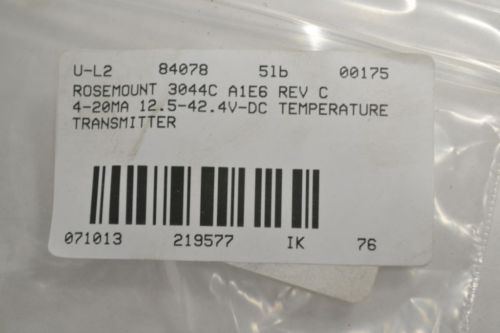 U-L2 84078 5lb 00175
ROSEMOUNT 3044C A1E6 REV C
4-20MA 12.5-42.4V-DC TEMPERATURE
TRANSMITTER
071013 219577 IK 76